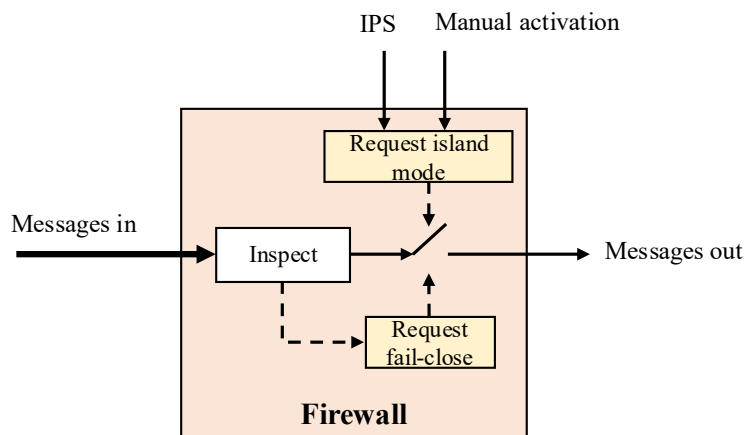 IPS
Manual activation
Request island
mode
Messages in
Inspect
Messages out
Request
fail-close
Firewall